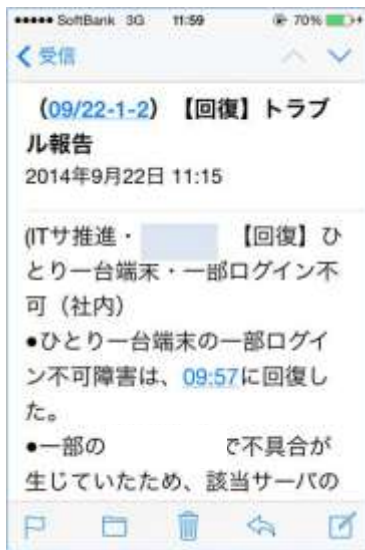 SoftBank 3G 11:59 70%
受信
（09/22-1-2）【回復】トラブ
ル報告
2014年9月22日 11:15
(ITサ推進・ 【回復】ひ
とり一台端末・一部ログイン不
可（社内）
●ひとり一台端末の一部ログイ
ン不可障害は、09:57に回復し
た。
●一部の で不具合が
生じていたため、該当サーバの